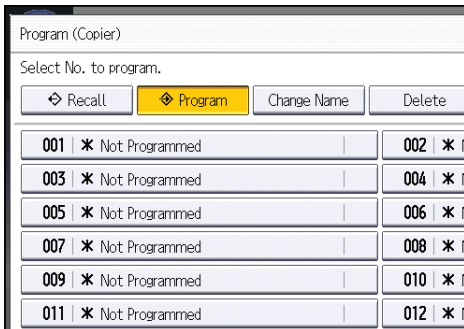 Program (Copier)
Select No. to program.
Recall Program Change Name Delete
001 * Not Programmed 002 *
003 * Not Programmed 004 *
005 * Not Programmed 006 *
007 * Not Programmed 008 *
009 * Not Programmed 010 *
011 * Not Programmed 012 *